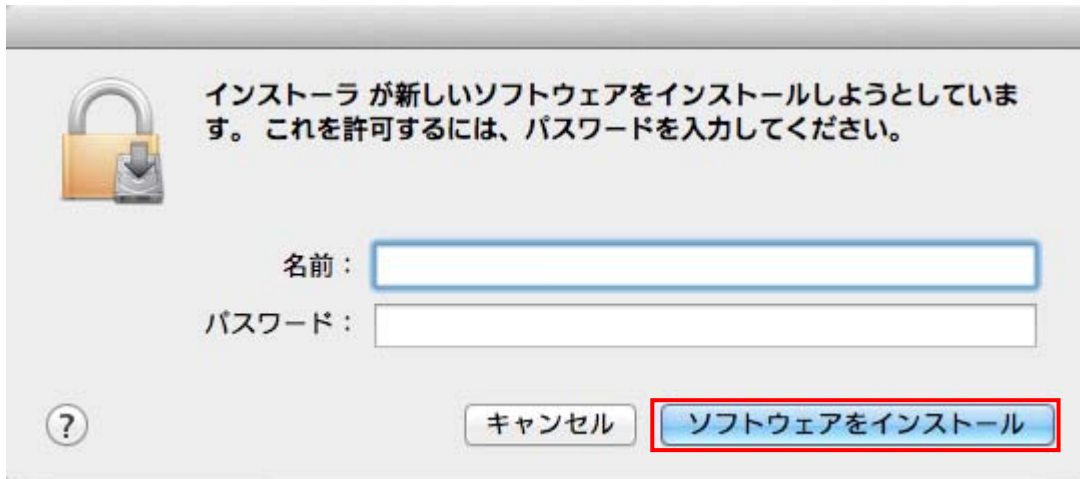 インストーラ が新しいソフトウェアをインストールしようとしていま
す。 これを許可するには、パスワードを入力してください。
名前：
パスワード：
?
キャンセル
ソフトウェアをインストール